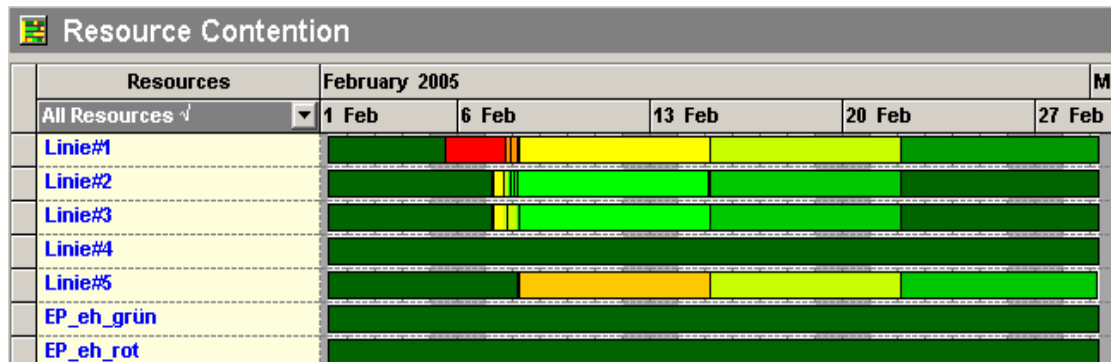 Resource Contention
Resources February 2005 M
All Resources √ 1 Feb 6 Feb 13 Feb 20 Feb 27 Feb
Linie#1
Linie#2
Linie#3
Linie#4
Linie#5
EP_eh_grün
EP_eh_rot